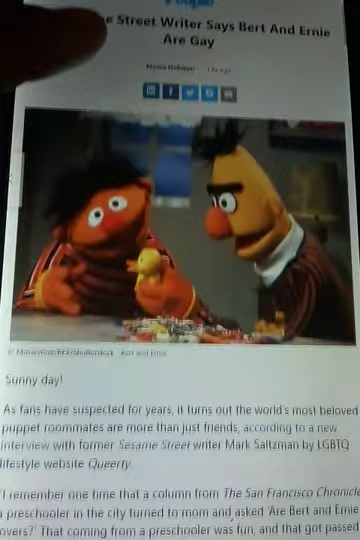 People
e Street Writer Says Bert And Ernie
Are Gay
Sunny day!
As fans have suspected for years, it turns out the world's most beloved
puppet roommates are more than just friends, according to a new
interview with former Sesame Street writer Mark Saltzman by LGBTQ
lifestyle website Queerty.
"I remember one time that a column from The San Francisco Chronicle
a preschooler in the city turned to mom and asked 'Are Bert and Ernie
overs?' That coming from a preschooler was fun, and that got passed